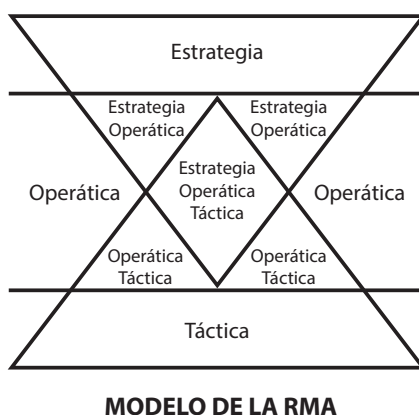 Estrategia
Estrategia
Operática
Estrategia
Operática
Estrategia
Operática
Táctica
Operática
Operática
Operática
Táctica
Operática
Táctica
Táctica
MODELO DE LA RMA